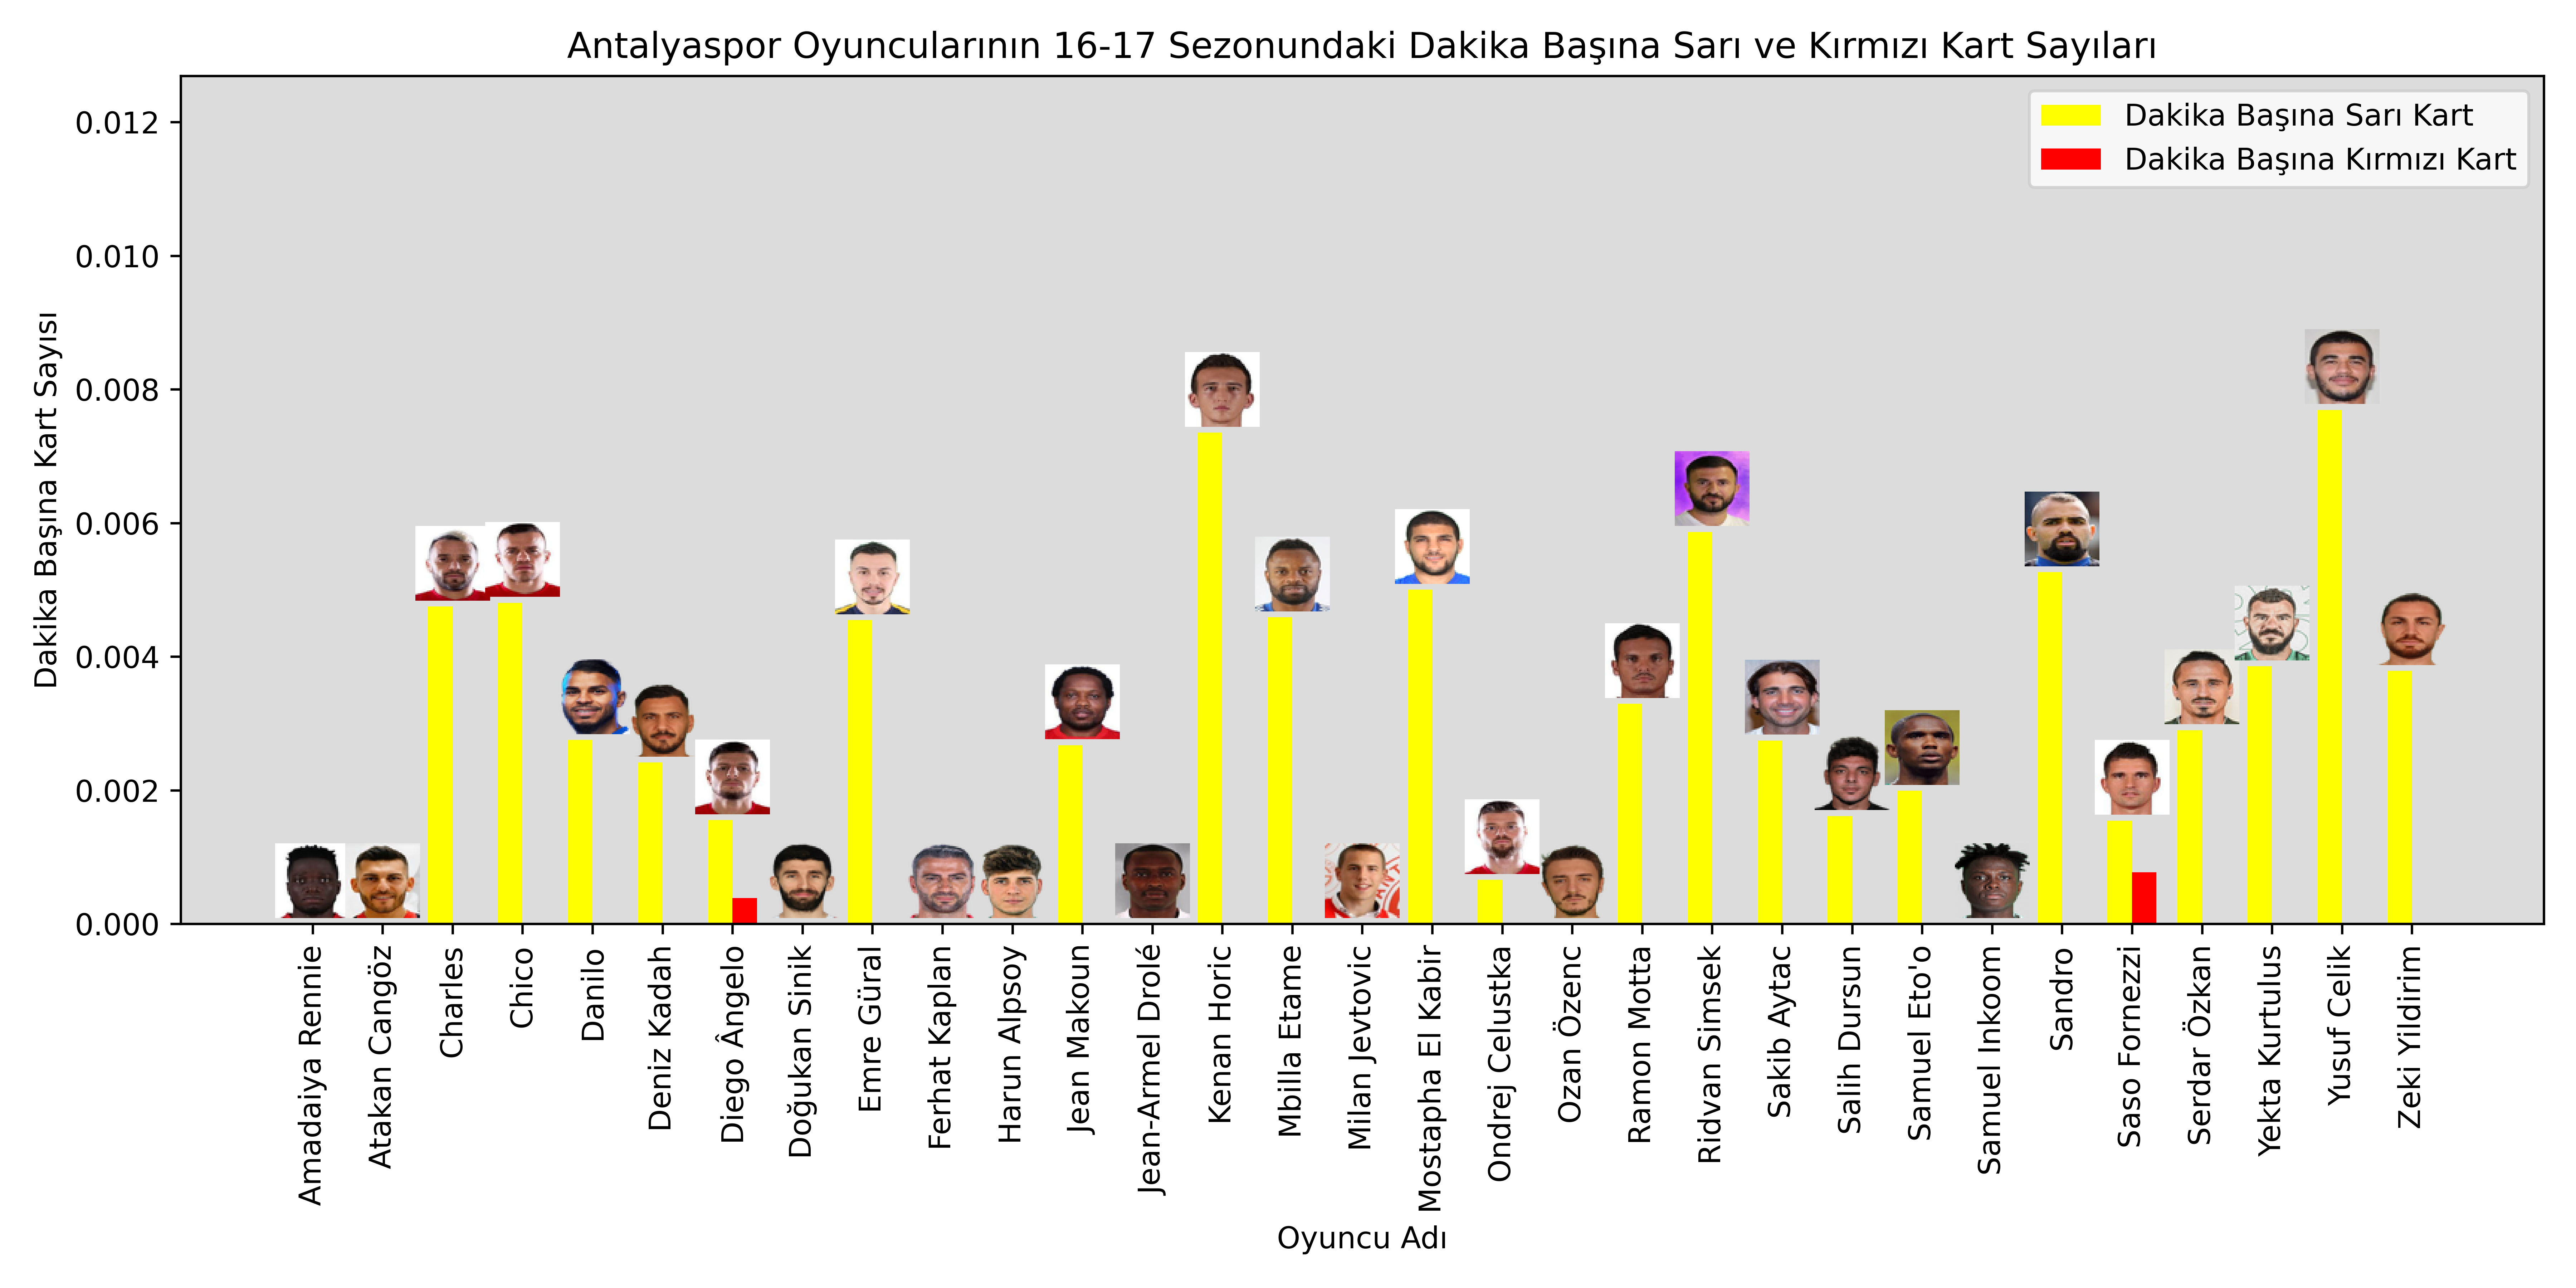 Antalyaspor Oyuncularının 16-17 Sezonundaki Dakika Başına Sarı ve Kırmızı Kart Sayıları
Dakika Başına Sarı Kart
Dakika Başına Kırmızı Kart
Dakika Başına Kart Sayısı
0.012
0.010
0.008
0.006
0.004
0.002
0.000
Amadaiya Rennie
Atakan Cangöz
Charles
Chico
Danilo
Deniz Kadah
Diego Ângelo
Doğukan Sinik
Emre Güral
Ferhat Kaplan
Harun Alpsoy
Jean Makoun
Jean-Armel Drolé
Kenan Horic
Mbilla Etame
Milan Jevtovic
Mostapha El Kabir
Ondrej Celustka
Ozan Özenc
Ramon Motta
Ridvan Simsek
Sakib Aytac
Salih Dursun
Samuel Eto'o
Samuel Inkoom
Sandro
Saso Fornezzi
Serdar Özkan
Yekta Kurtulus
Yusuf Celik
Zeki Yildirim
Oyuncu Adı